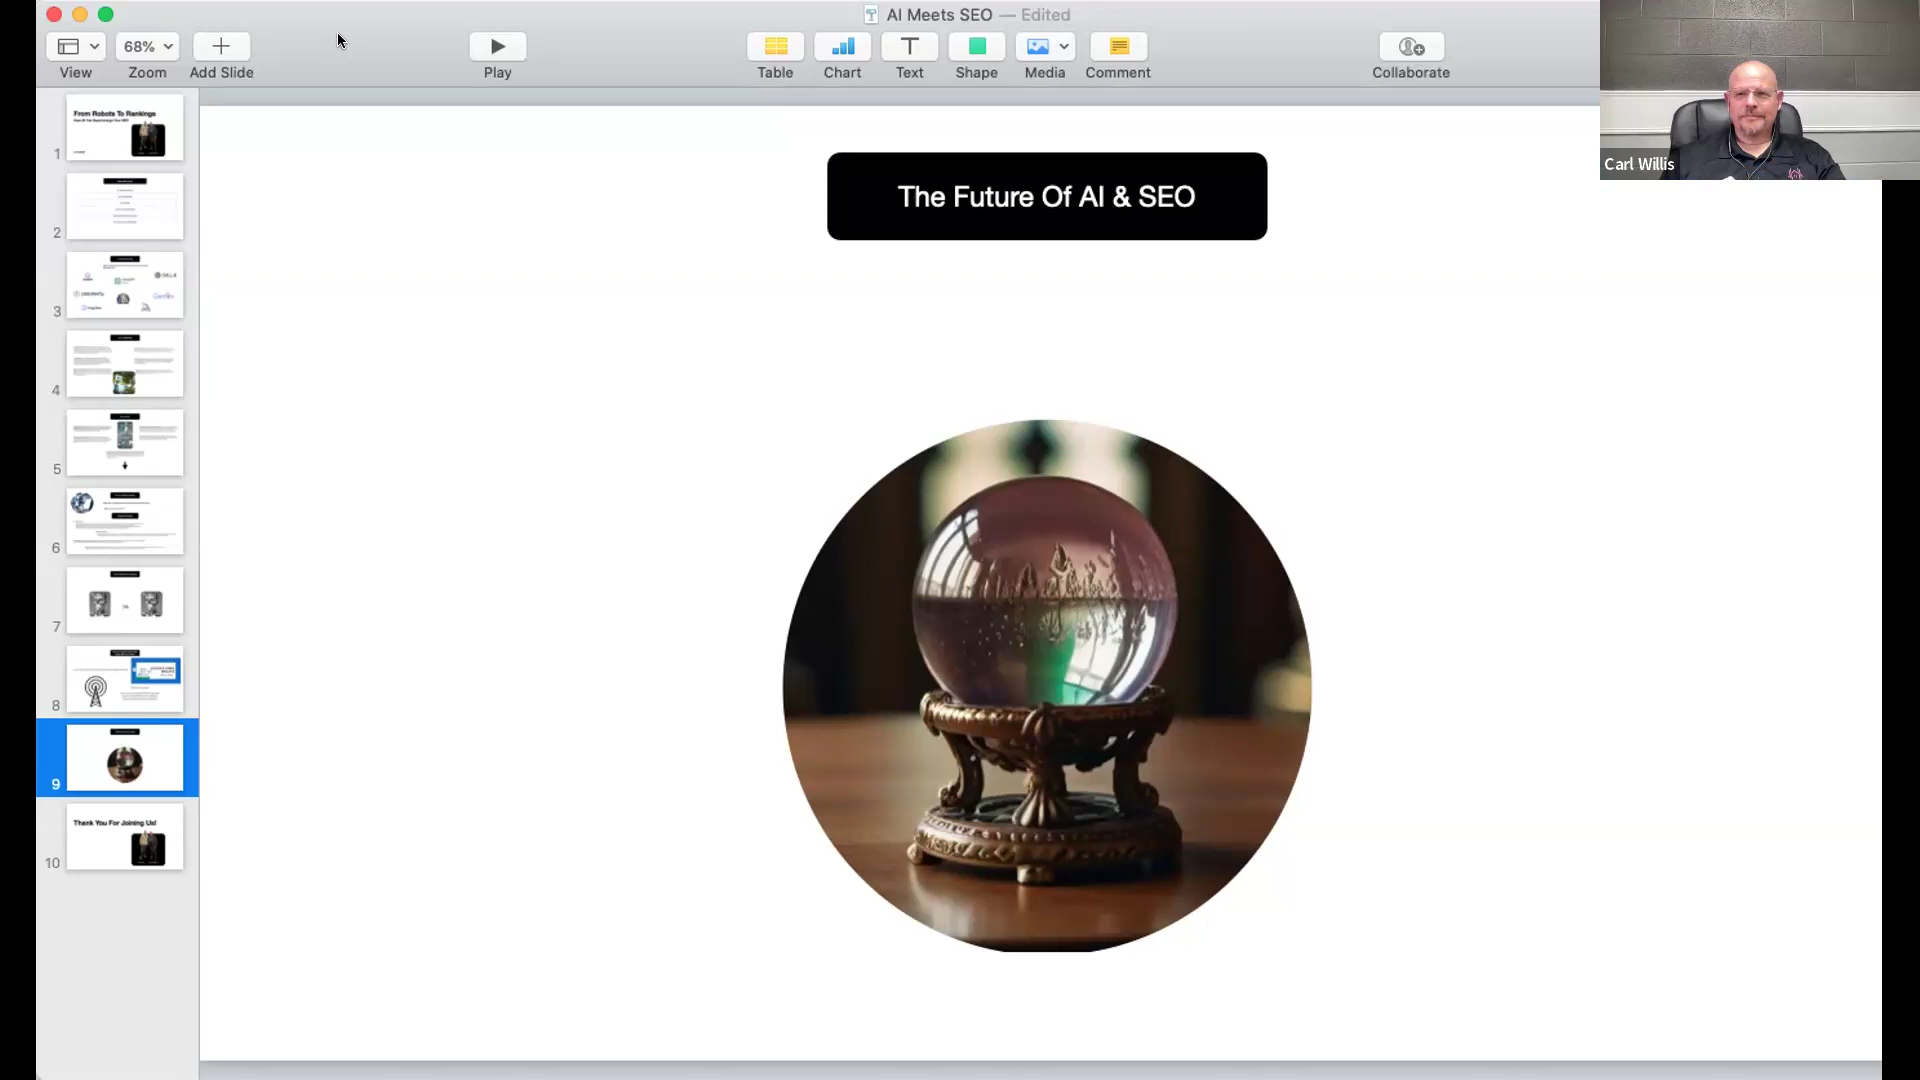 AI Meets SEO — Edited
68%
View
Zoom
Add Slide
Play
Table
Chart
Text
Shape
Media
Comment
Collaborate
Carl Willis
From Robots To Rankings
1
2
3
4
5
6
7
8
9
Thank You For Joining Us!
10
The Future Of AI & SEO